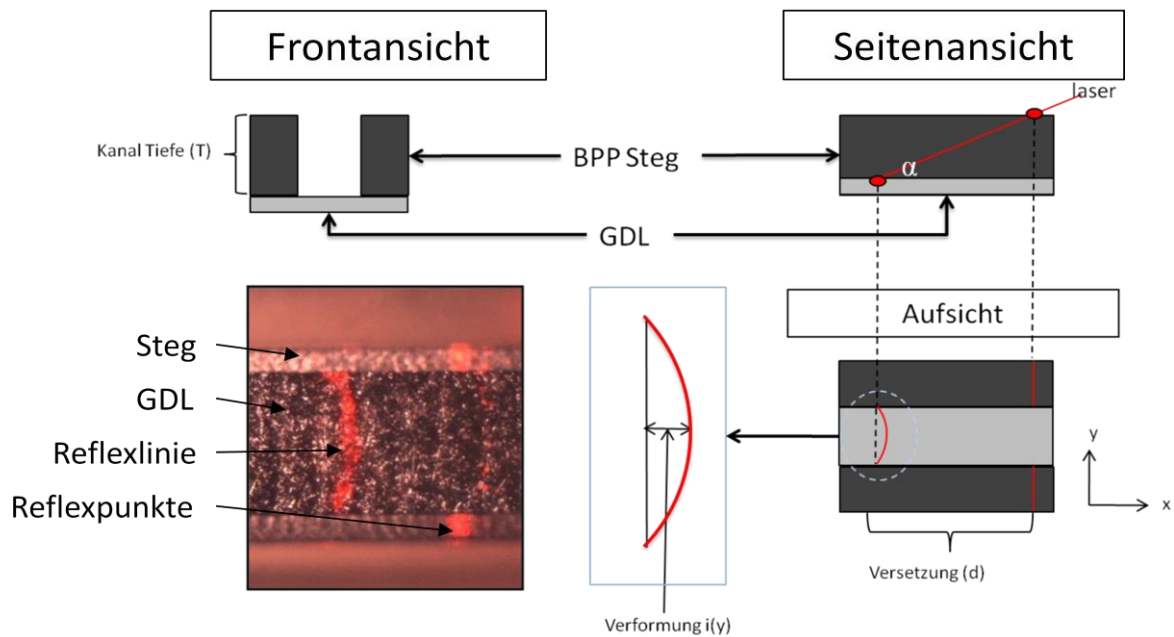 Frontansicht
Seitenansicht
laser
Kanal Tiefe (T)
BPP Steg
α
GDL
Aufsicht
Steg
GDL
Reflexlinie
Reflexpunkte
y
x
Versetzung (d)
Verformung i(y)